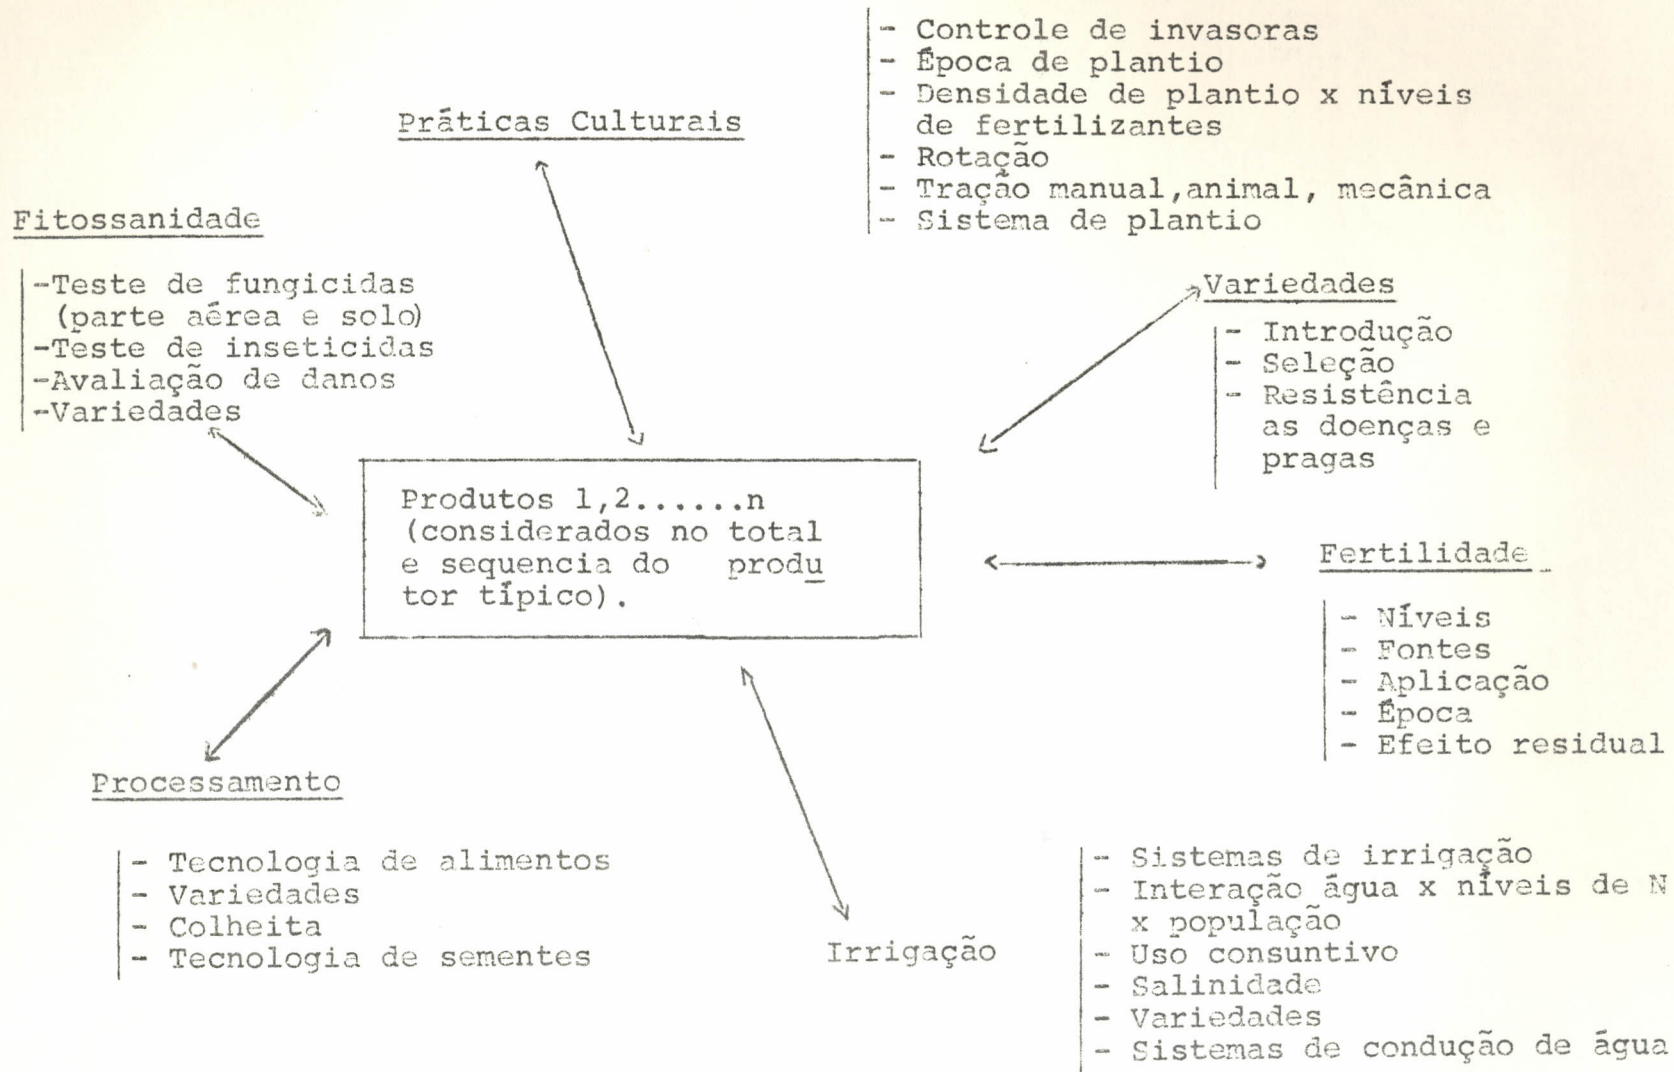 Práticas Culturais
- Controle de invasoras
- Época de plantio
- Densidade de plantio x níveis
de fertilizantes
- Rotação
- Tração manual,animal, mecânica
- Sistema de plantio
Fitossanidade
-Teste de fungicidas
(parte aérea e solo)
-Teste de inseticidas
-Avaliação de danos
-Variedades
Variedades
- Introdução
- Seleção
- Resistência
as doenças e
pragas
Produtos 1,2......n
(considerados no total
e sequencia do produ
tor típico).
Fertilidade
- Níveis
- Fontes
- Aplicação
- Época
- Efeito residual
Processamento
- Tecnologia de alimentos
- Variedades
- Colheita
- Tecnologia de sementes
Irrigação
- Sistemas de irrigação
- Interação água x níveis de N
x população
- Uso consuntivo
- Salinidade
- Variedades
- Sistemas de condução de água